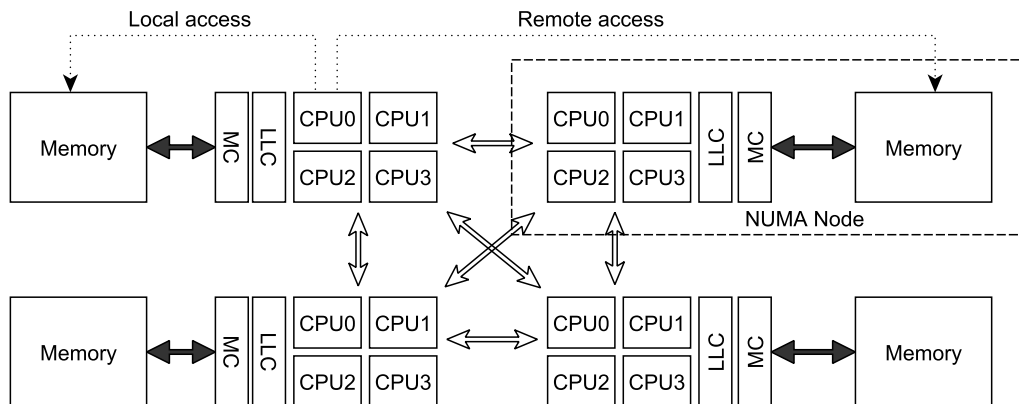 Local access
Remote access
Memory
MC
LLC
CPU0
CPU1
CPU2
CPU3
CPU0
CPU1
CPU2
CPU3
LLC
MC
Memory
NUMA Node
Memory
MC
LLC
CPU0
CPU1
CPU2
CPU3
CPU0
CPU1
CPU2
CPU3
LLC
MC
Memory